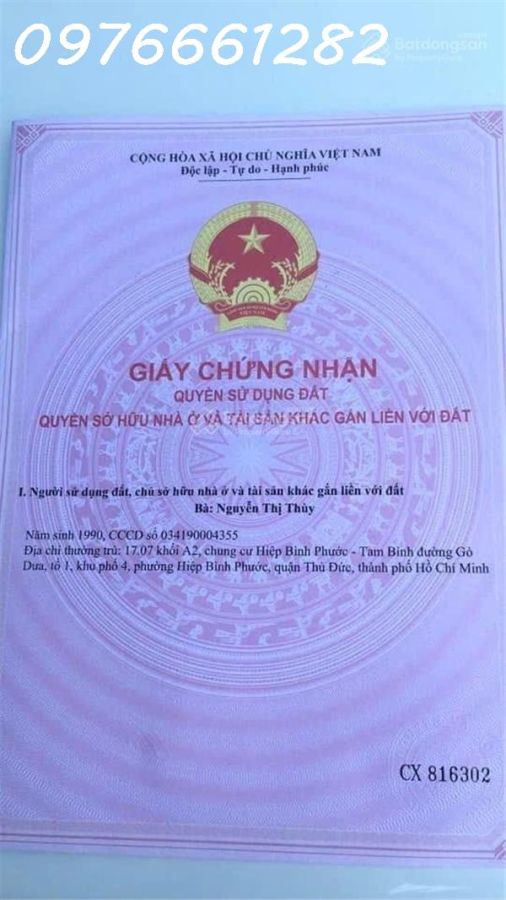 0976661282
Batdongsan
by PropertyGuru
CỘNG HÒA XÃ HỘI CHỦ NGHĨA VIỆT NAM
Độc lập - Tự do - Hạnh phúc
VIỆT NAM
GIẤY CHỨNG NHẬN
QUYỀN SỬ DỤNG ĐẤT
QUYỀN SỞ HỮU NHÀ Ở VÀ TÀI SẢN KHÁC GẮN LIỀN VỚI ĐẤT
I. Người sử dụng đất, chủ sở hữu nhà ở và tài sản khác gắn liền với đất
Bà: Nguyễn Thị Thùy
Năm sinh 1990, CCCD số 034190004355
Địa chỉ thường trú: 17.07 khối A2, chung cư Hiệp Bình Phước - Tam Bình đường Gò
Dưa, tổ 1, khu phố 4, phường Hiệp Bình Phước, quận Thủ Đức, thành phố Hồ Chí Minh
CX 816302